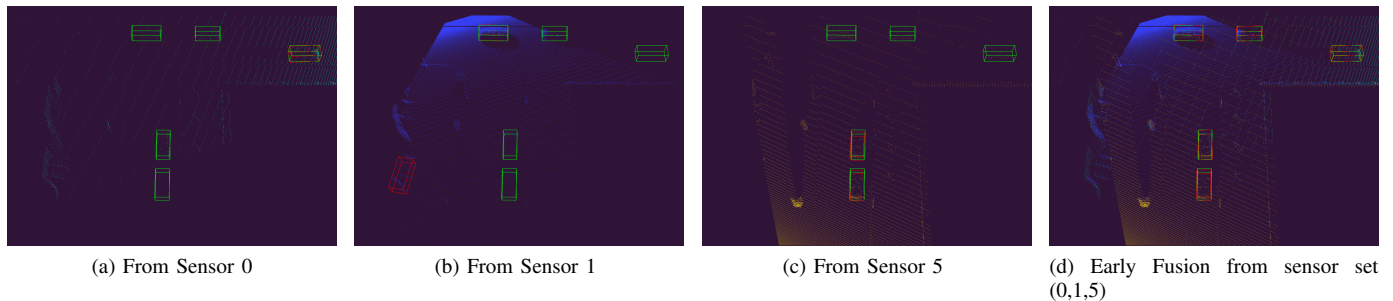 (a) From Sensor 0
(b) From Sensor 1
(c) From Sensor 5
(d) Early Fusion from sensor set
(0,1,5)